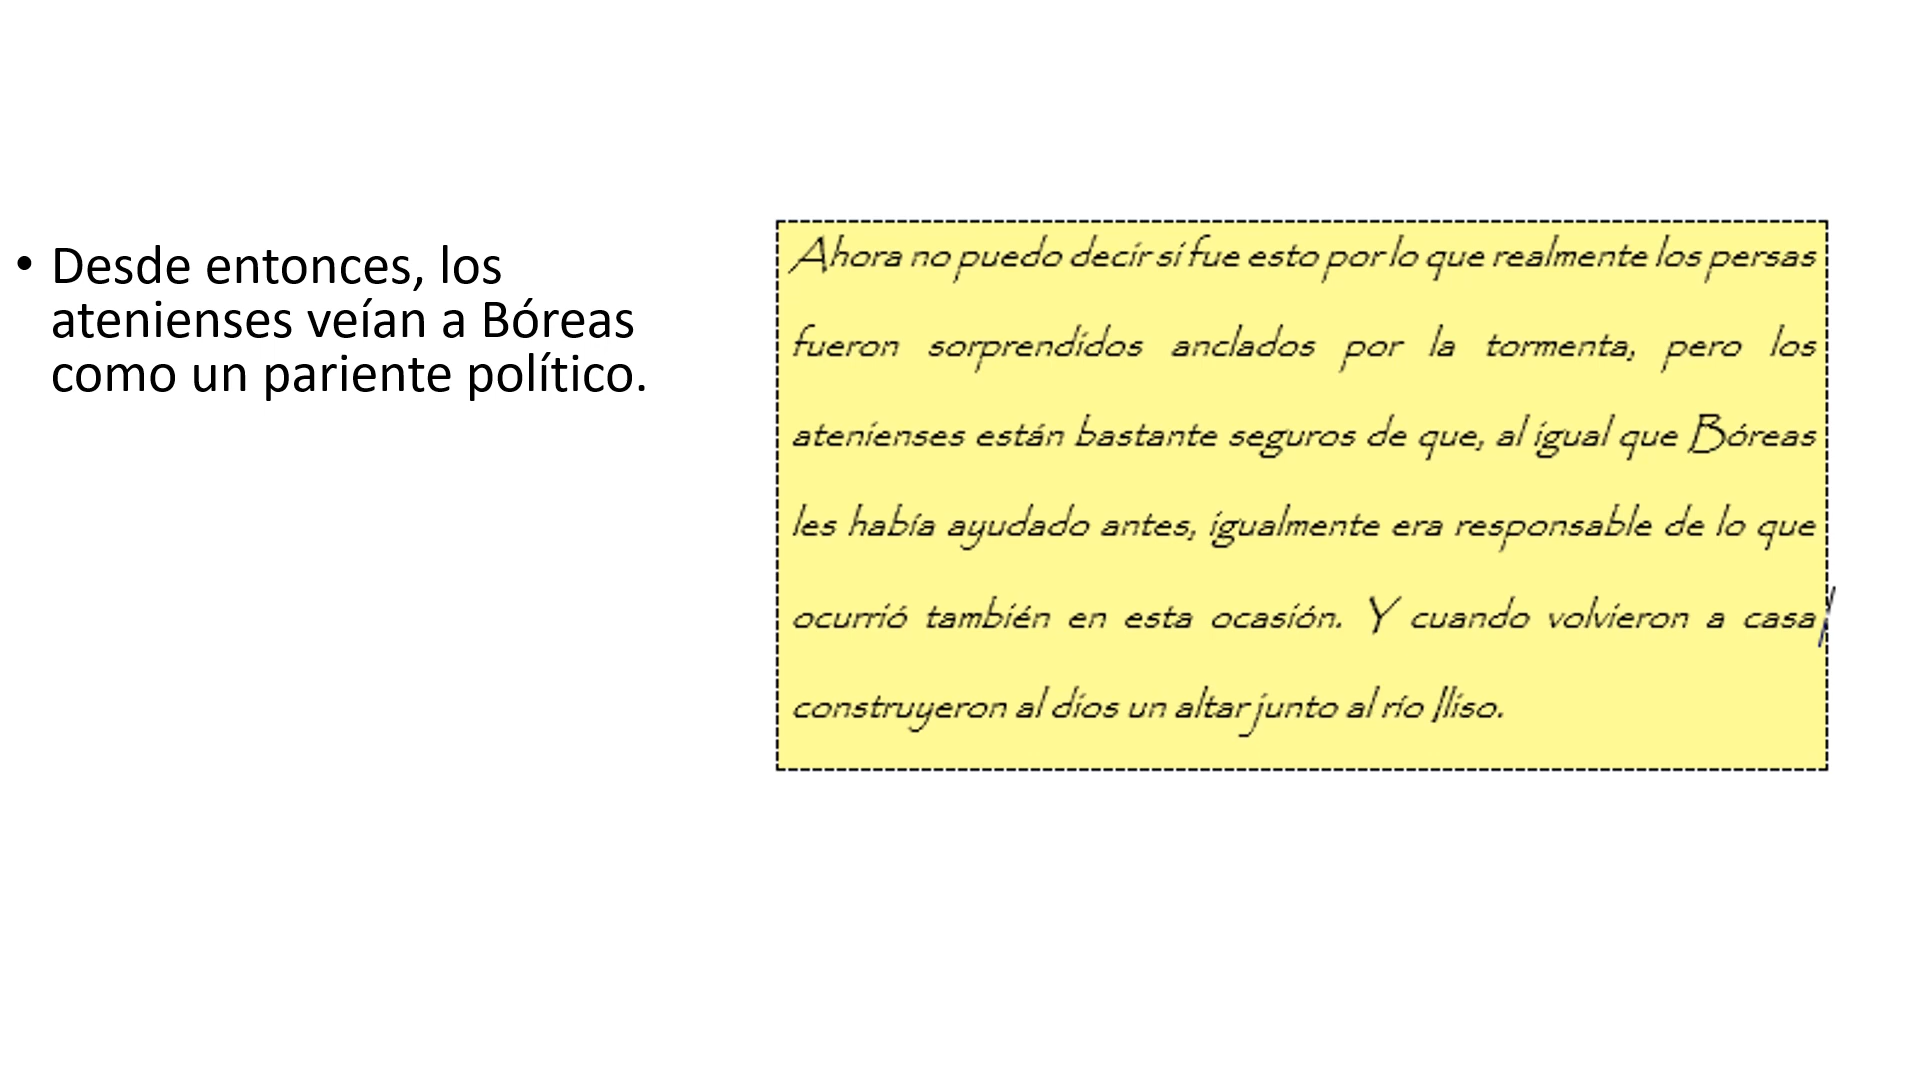 • Desde entonces, los
atenienses veían a Bóreas
como un pariente político.
Ahora no puedo decir si fue esto por lo que realmente los persas
fueron sorprendidos anclados por la tormenta, pero los
atenienses están bastante seguros de que, al igual que Bóreas
les había ayudado antes, igualmente era responsable de lo que
ocurrió también en esta ocasión. Y cuando volvieron a casa
construyeron al dios un altar junto al río Iliso.